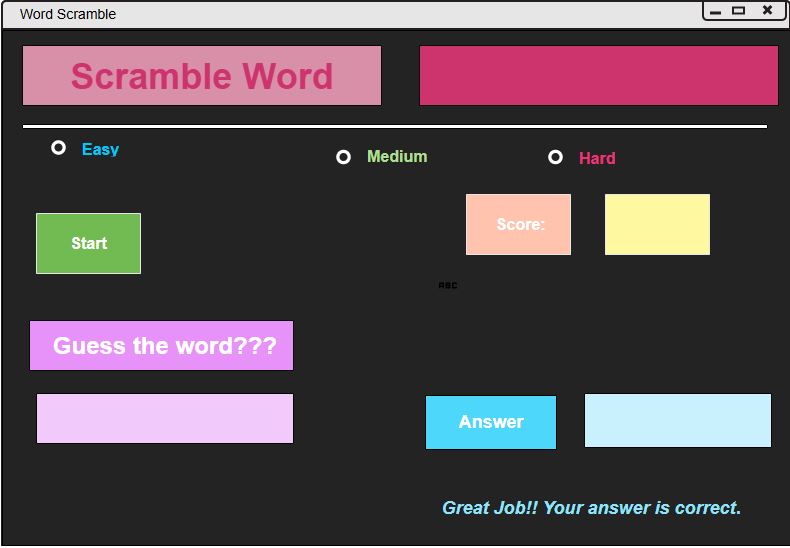 Word Scramble
Scramble Word
Easy
Medium
Hard
Start
Score:
ABC
Guess the word???
Answer
Great Job!! Your answer is correct.